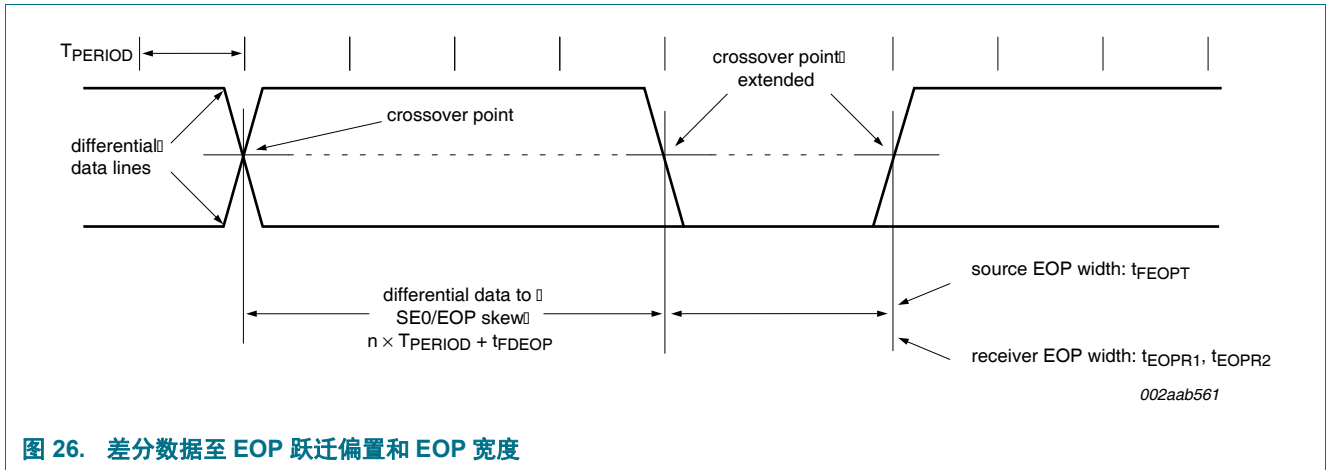 TPERIOD
crossover point
extended
crossover point
differential
data lines
differential data to
SE0/EOP skew
n × TPERIOD + tFDEOP
source EOP width: tFEOPT
receiver EOP width: tEOPR1, tEOPR2
002aab561
图 26. 差分数据至 EOP 跃迁偏置和 EOP 宽度